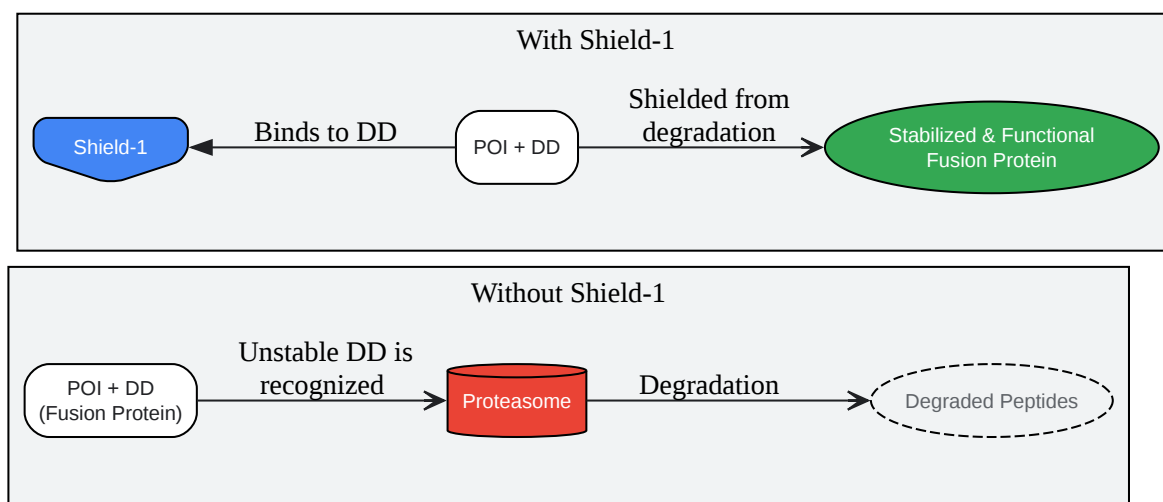 With Shield-1
Shield-1
Binds to DD
POI + DD
Shielded from
degradation
Stabilized & Functional
Fusion Protein
Without Shield-1
POI + DD
(Fusion Protein)
Unstable DD is
recognized
Proteasome
Degradation
Degraded Peptides